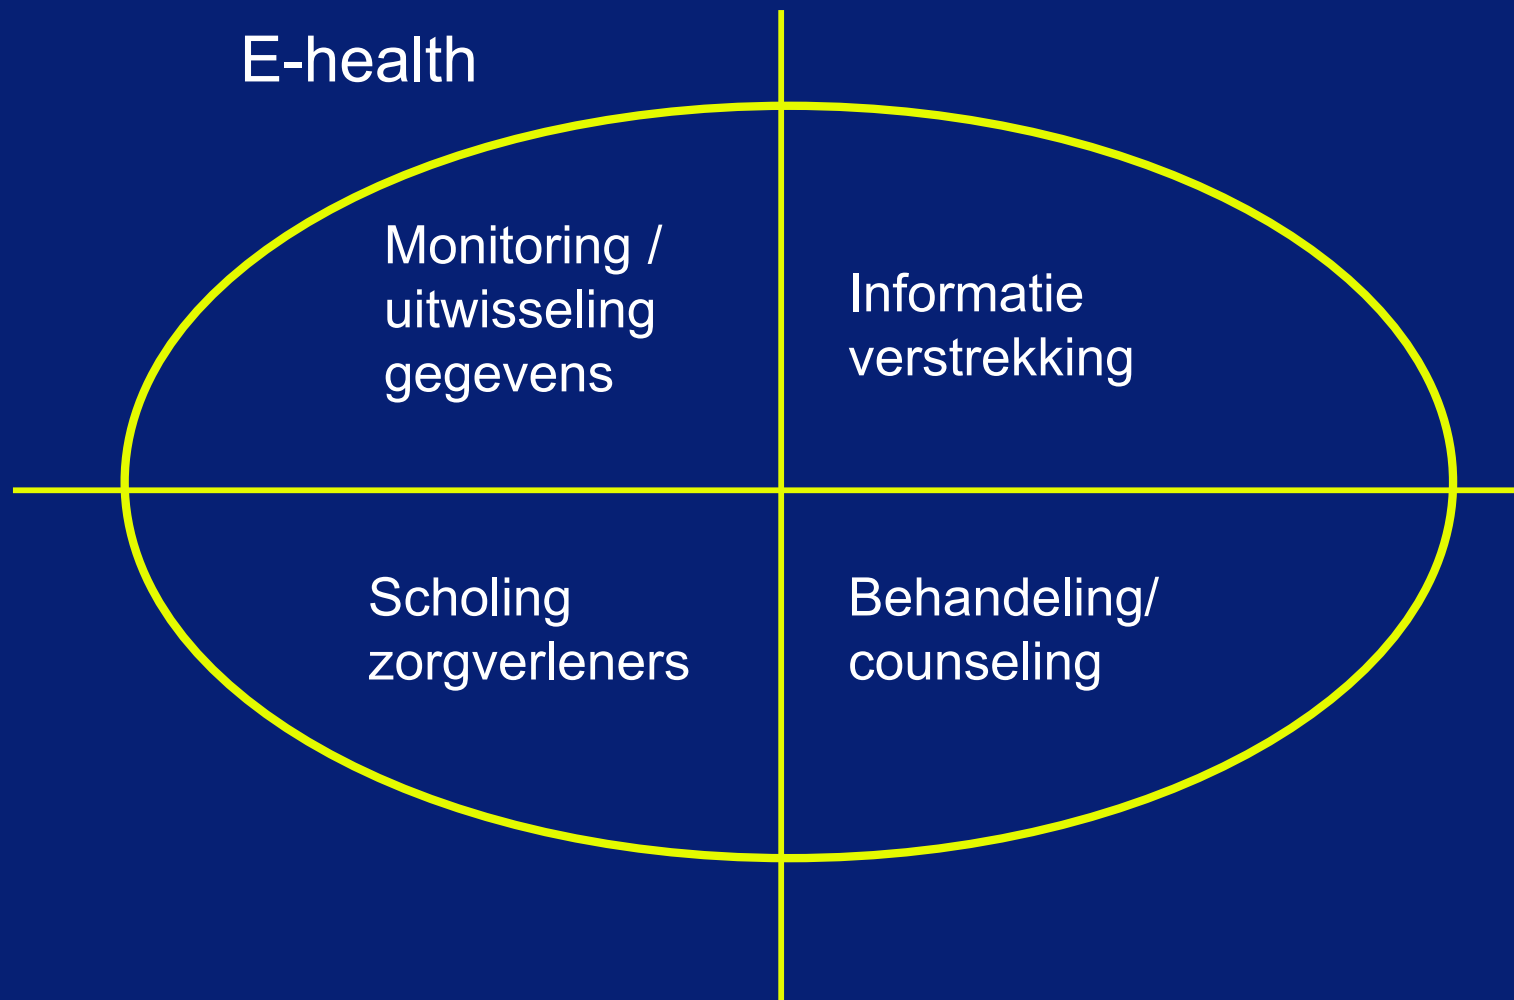 E-health
Monitoring /
uitwisseling
gegevens
Informatie
verstrekking
Scholing
zorgverleners
Behandeling/
counseling